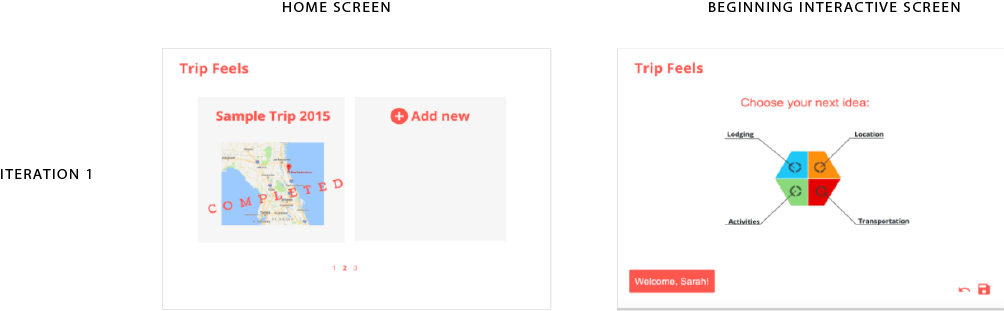 HOME SCREEN
BEGINNING INTERACTIVE SCREEN
ITERATION 1
Trip Feels
Sample Trip 2015
COMPLETED
Add new
1 2 3
Trip Feels
Choose your next idea:
Lodging
Location
Activities
Transportation
Welcome, Sarah!